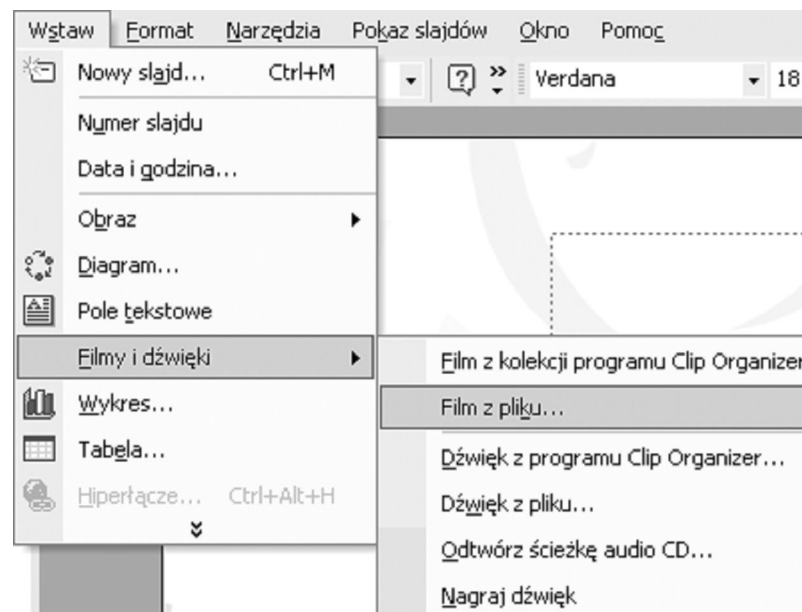 Wstaw Format Narzędzia Pokaz slajdów Okno Pomoc
Nowy slajd... Ctrl+M
Verdana 18
Numer slajdu
Data i godzina...
Obraz
Diagram...
Pole tekstowe
Filmy i dźwięki
Wykres...
Tabela...
Hiperłącze... Ctrl+Alt+H
Film z kolekcji programu Clip Organizer
Film z pliku...
Dźwięk z programu Clip Organizer...
Dźwięk z pliku...
Odtwórz ścieżkę audio CD...
Nagraj dźwięk